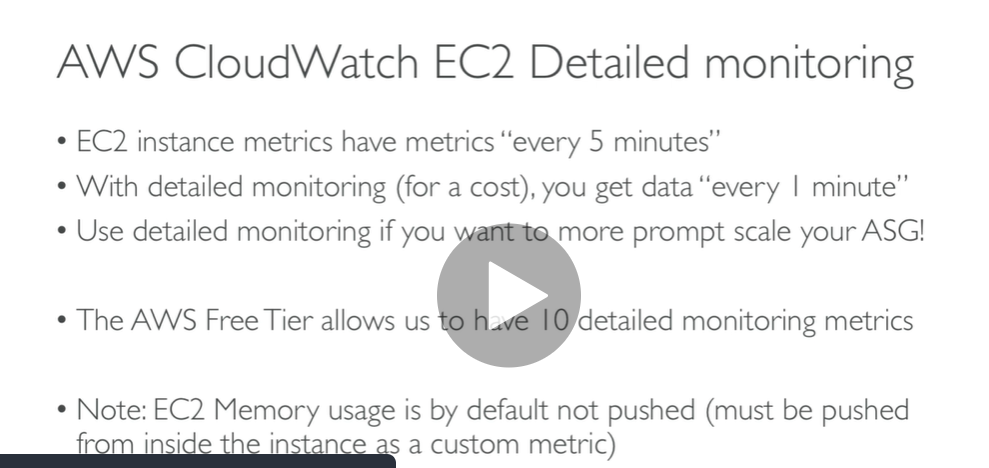 AWS CloudWatch EC2 Detailed monitoring
• EC2 instance metrics have metrics “every 5 minutes”
• With detailed monitoring (for a cost), you get data “every 1 minute”
• Use detailed monitoring if you want to more prompt scale your ASG!
• The AWS Free Tier allows us to have 10 detailed monitoring metrics
• Note: EC2 Memory usage is by default not pushed (must be pushed
from inside the instance as a custom metric)